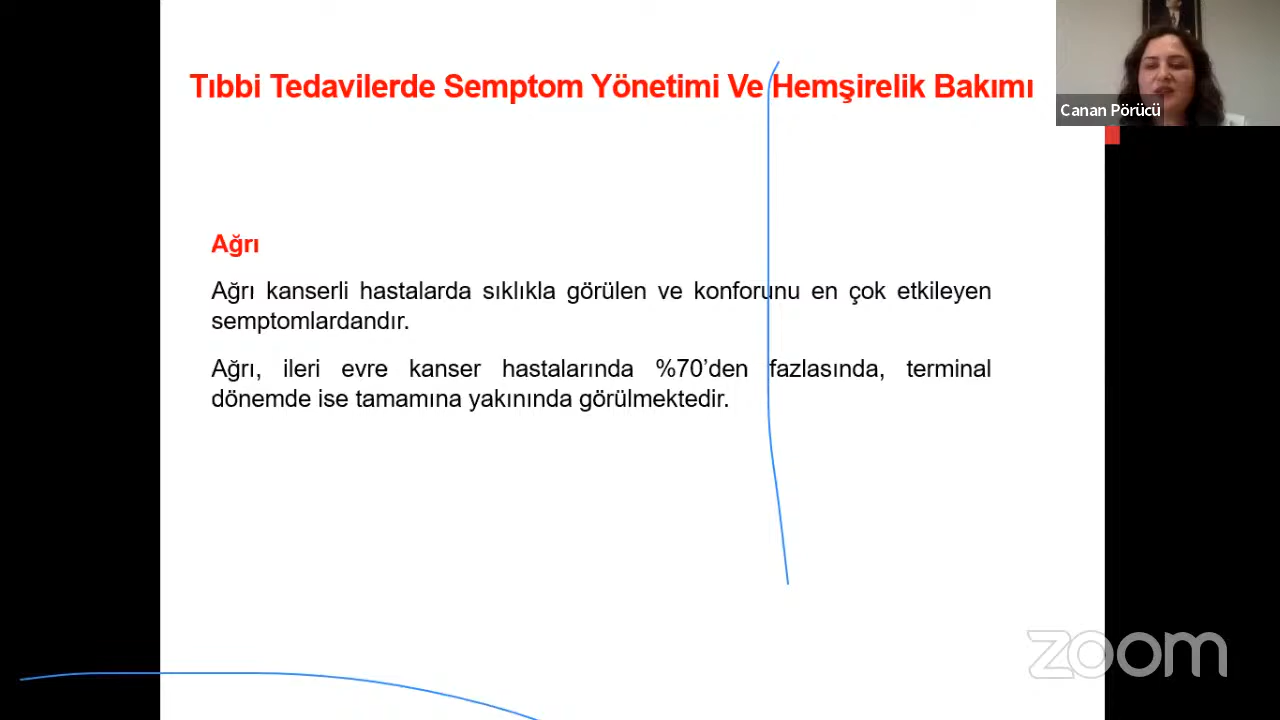 Tıbbi Tedavilerde Semptom Yönetimi Ve Hemşirelik Bakımı
Canan Pörücü
Ağrı
Ağrı kanserli hastalarda sıklıkla görülen ve konforunu en çok etkileyen
semptomlardandır.
Ağrı, ileri evre kanser hastalarında %70’den fazlasında, terminal
dönemde ise tamamına yakınında görülmektedir.
zoom